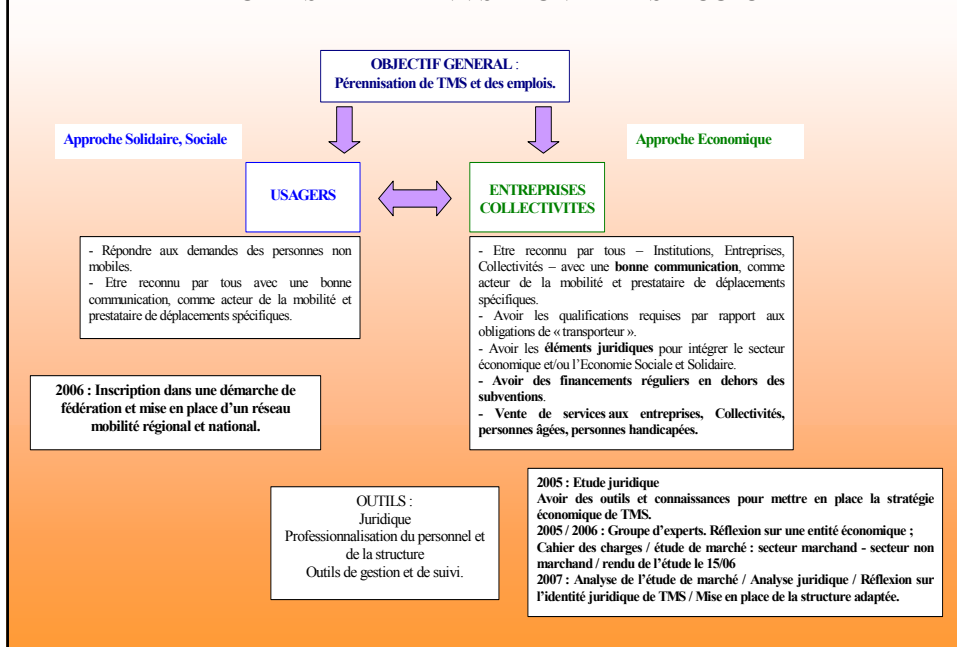 OBJECTIF GENERAL :
Pérennisation de TMS et des emplois.
Approche Solidaire, Sociale
Approche Economique
USAGERS
ENTREPRISES
COLLECTIVITES
- Répondre aux demandes des personnes non
mobiles.
- Etre reconnu par tous avec une bonne
communication, comme acteur de la mobilité et
prestataire de déplacements spécifiques.
- Etre reconnu par tous – Institutions, Entreprises,
Collectivités – avec une bonne communication, comme
acteur de la mobilité et prestataire de déplacements
spécifiques.
- Avoir les qualifications requises par rapport aux
obligations de « transporteur ».
- Avoir les éléments juridiques pour intégrer le secteur
économique et/ou l'Economie Sociale et Solidaire.
- Avoir des financements réguliers en dehors des
subventions.
- Vente de services aux entreprises, Collectivités,
personnes âgées, personnes handicapées.
2006 : Inscription dans une démarche de
fédération et mise en place d'un réseau
mobilité régional et national.
OUTILS :
Juridique
Professionnalisation du personnel et
de la structure
Outils de gestion et de suivi.
2005 : Etude juridique
Avoir des outils et connaissances pour mettre en place la stratégie
économique de TMS.
2005 / 2006 : Groupe d'experts. Réflexion sur une entité économique ;
Cahier des charges / étude de marché : secteur marchand - secteur non
marchand / rendu de l'étude le 15/06
2007 : Analyse de l'étude de marché / Analyse juridique / Réflexion sur
l'identité juridique de TMS / Mise en place de la structure adaptée.